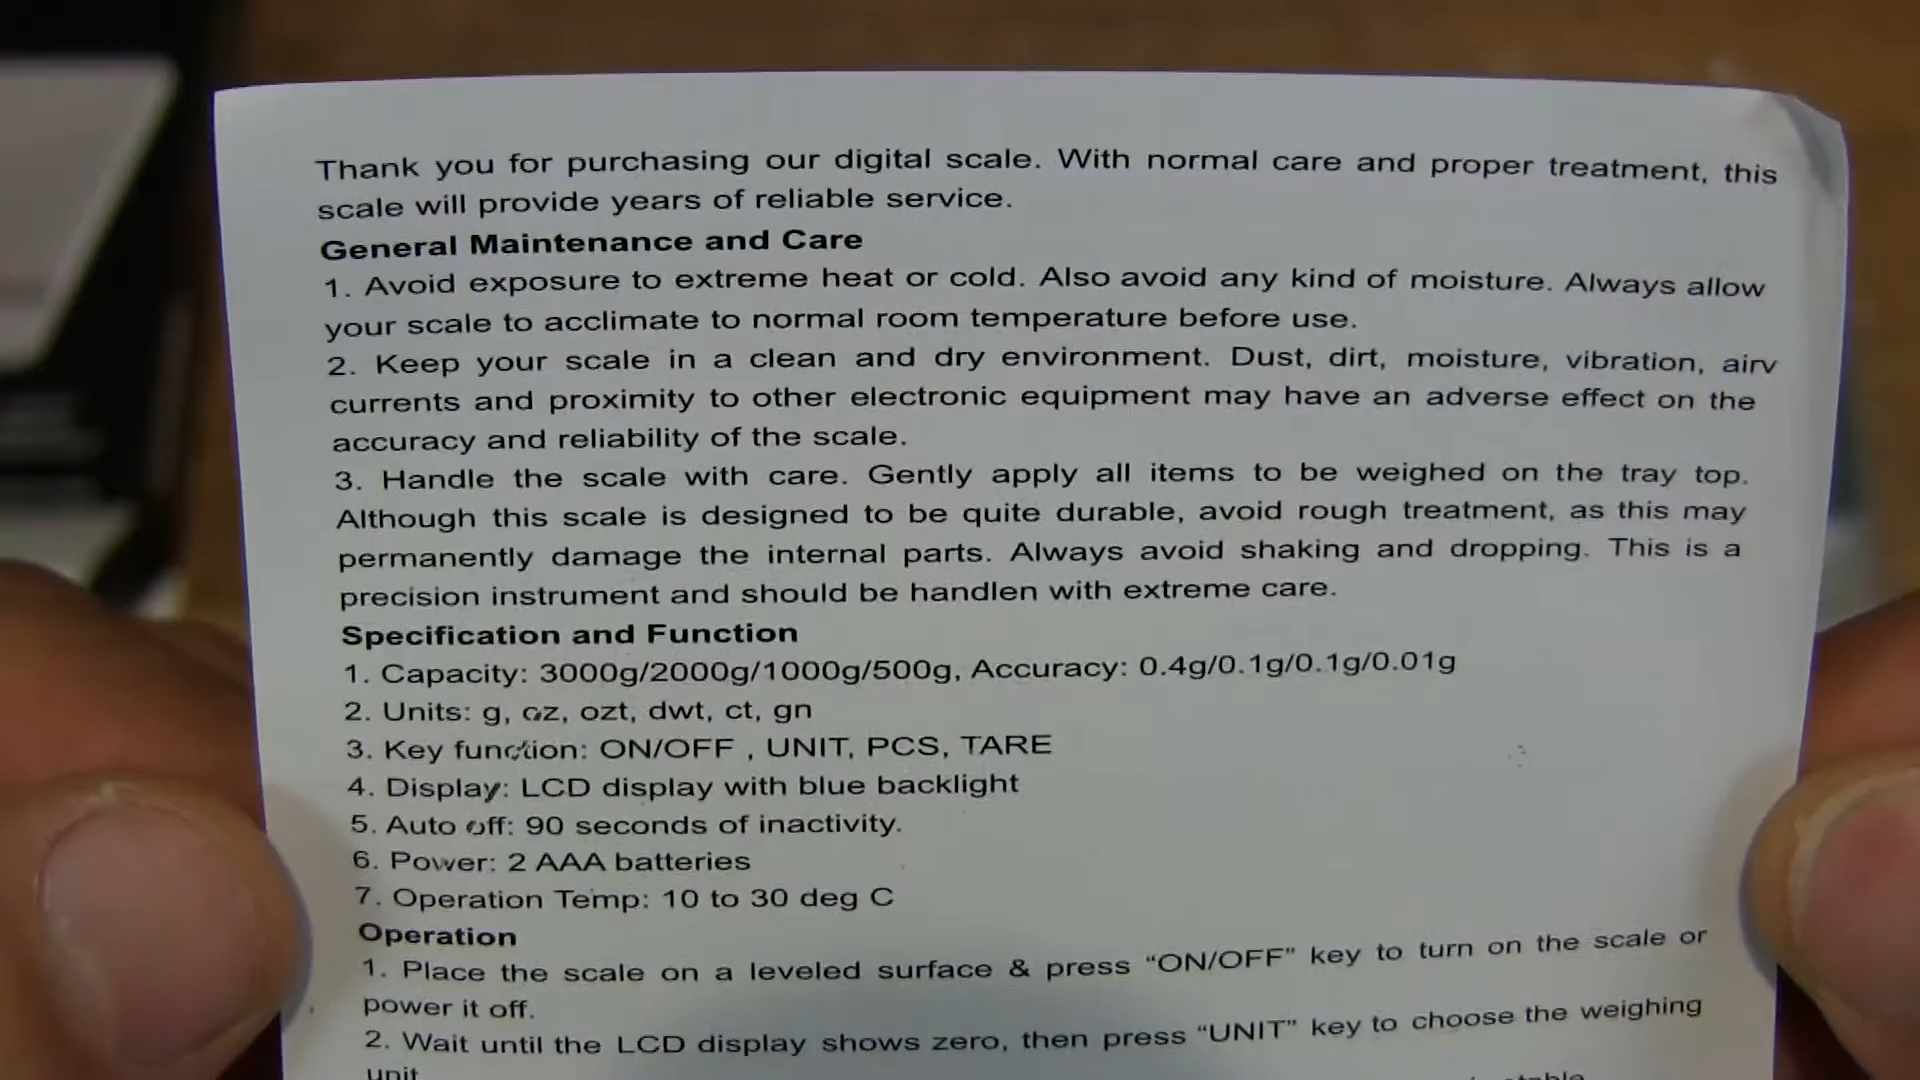 Thank you for purchasing our digital scale. With normal care and proper treatment, this
scale will provide years of reliable service.
General Maintenance and Care
1. Avoid exposure to extreme heat or cold. Also avoid any kind of moisture. Always allow
your scale to acclimate to normal room temperature before use.
2. Keep your scale in a clean and dry environment. Dust, dirt, moisture, vibration, airv
currents and proximity to other electronic equipment may have an adverse effect on the
accuracy and reliability of the scale.
3. Handle the scale with care. Gently apply all items to be weighed on the tray top.
Although this scale is designed to be quite durable, avoid rough treatment, as this may
permanently damage the internal parts. Always avoid shaking and dropping. This is a
precision instrument and should be handlen with extreme care.
Specification and Function
1. Capacity: 3000g/2000g/1000g/500g, Accuracy: 0.4g/0.1g/0.1g/0.01g
2. Units: g, oz, ozt, dwt, ct, gn
3. Key function: ON/OFF , UNIT, PCS, TARE
4. Display: LCD display with blue backlight
5. Auto off: 90 seconds of inactivity.
6. Power: 2 AAA batteries
7. Operation Temp: 10 to 30 deg C
Operation
1. Place the scale on a leveled surface & press “ON/OFF” key to turn on the scale or
power it off.
2. Wait until the LCD display shows zero, then press “UNIT” key to choose the weighing
unit